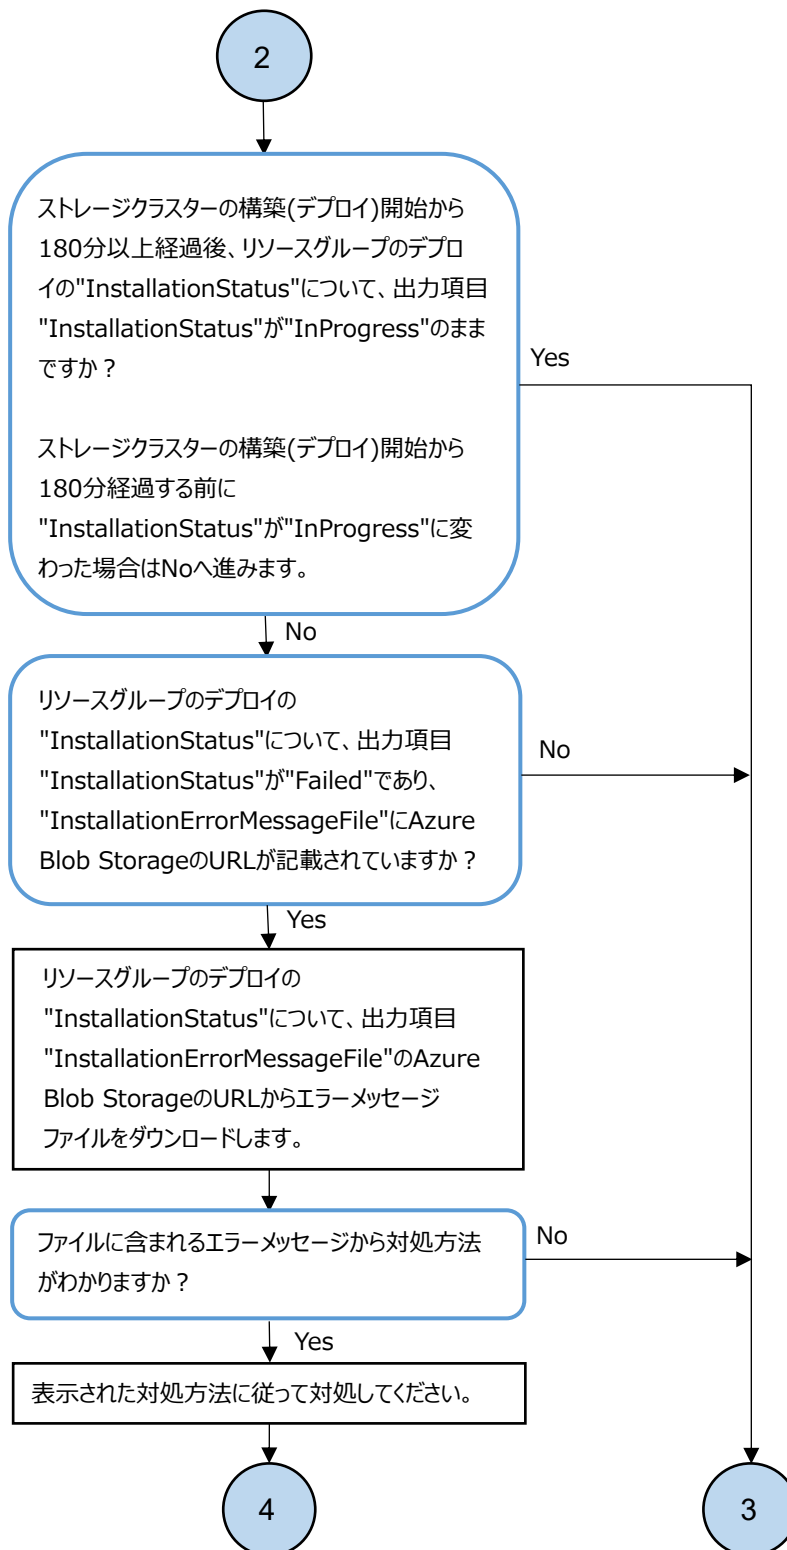 2
ストレージクラスターの構築(デプロイ)開始から
180分以上経過後、リソースグループのデプロ
イの"InstallationStatus"について、出力項目
"InstallationStatus"が"InProgress"のまま
ですか？
Yes
ストレージクラスターの構築(デプロイ)開始から
180分経過する前に
"InstallationStatus"が"InProgress"に変
わった場合はNoへ進みます。
No
リソースグループのデプロイの
"InstallationStatus"について、出力項目
"InstallationStatus"が"Failed"であり、
"InstallationErrorMessageFile"にAzure
Blob StorageのURLが記載されていますか？
No
Yes
リソースグループのデプロイの
"InstallationStatus"について、出力項目
"InstallationErrorMessageFile"のAzure
Blob StorageのURLからエラーメッセージ
ファイルをダウンロードします。
ファイルに含まれるエラーメッセージから対処方法
がわかりますか？
No
Yes
表示された対処方法に従って対処してください。
4
3